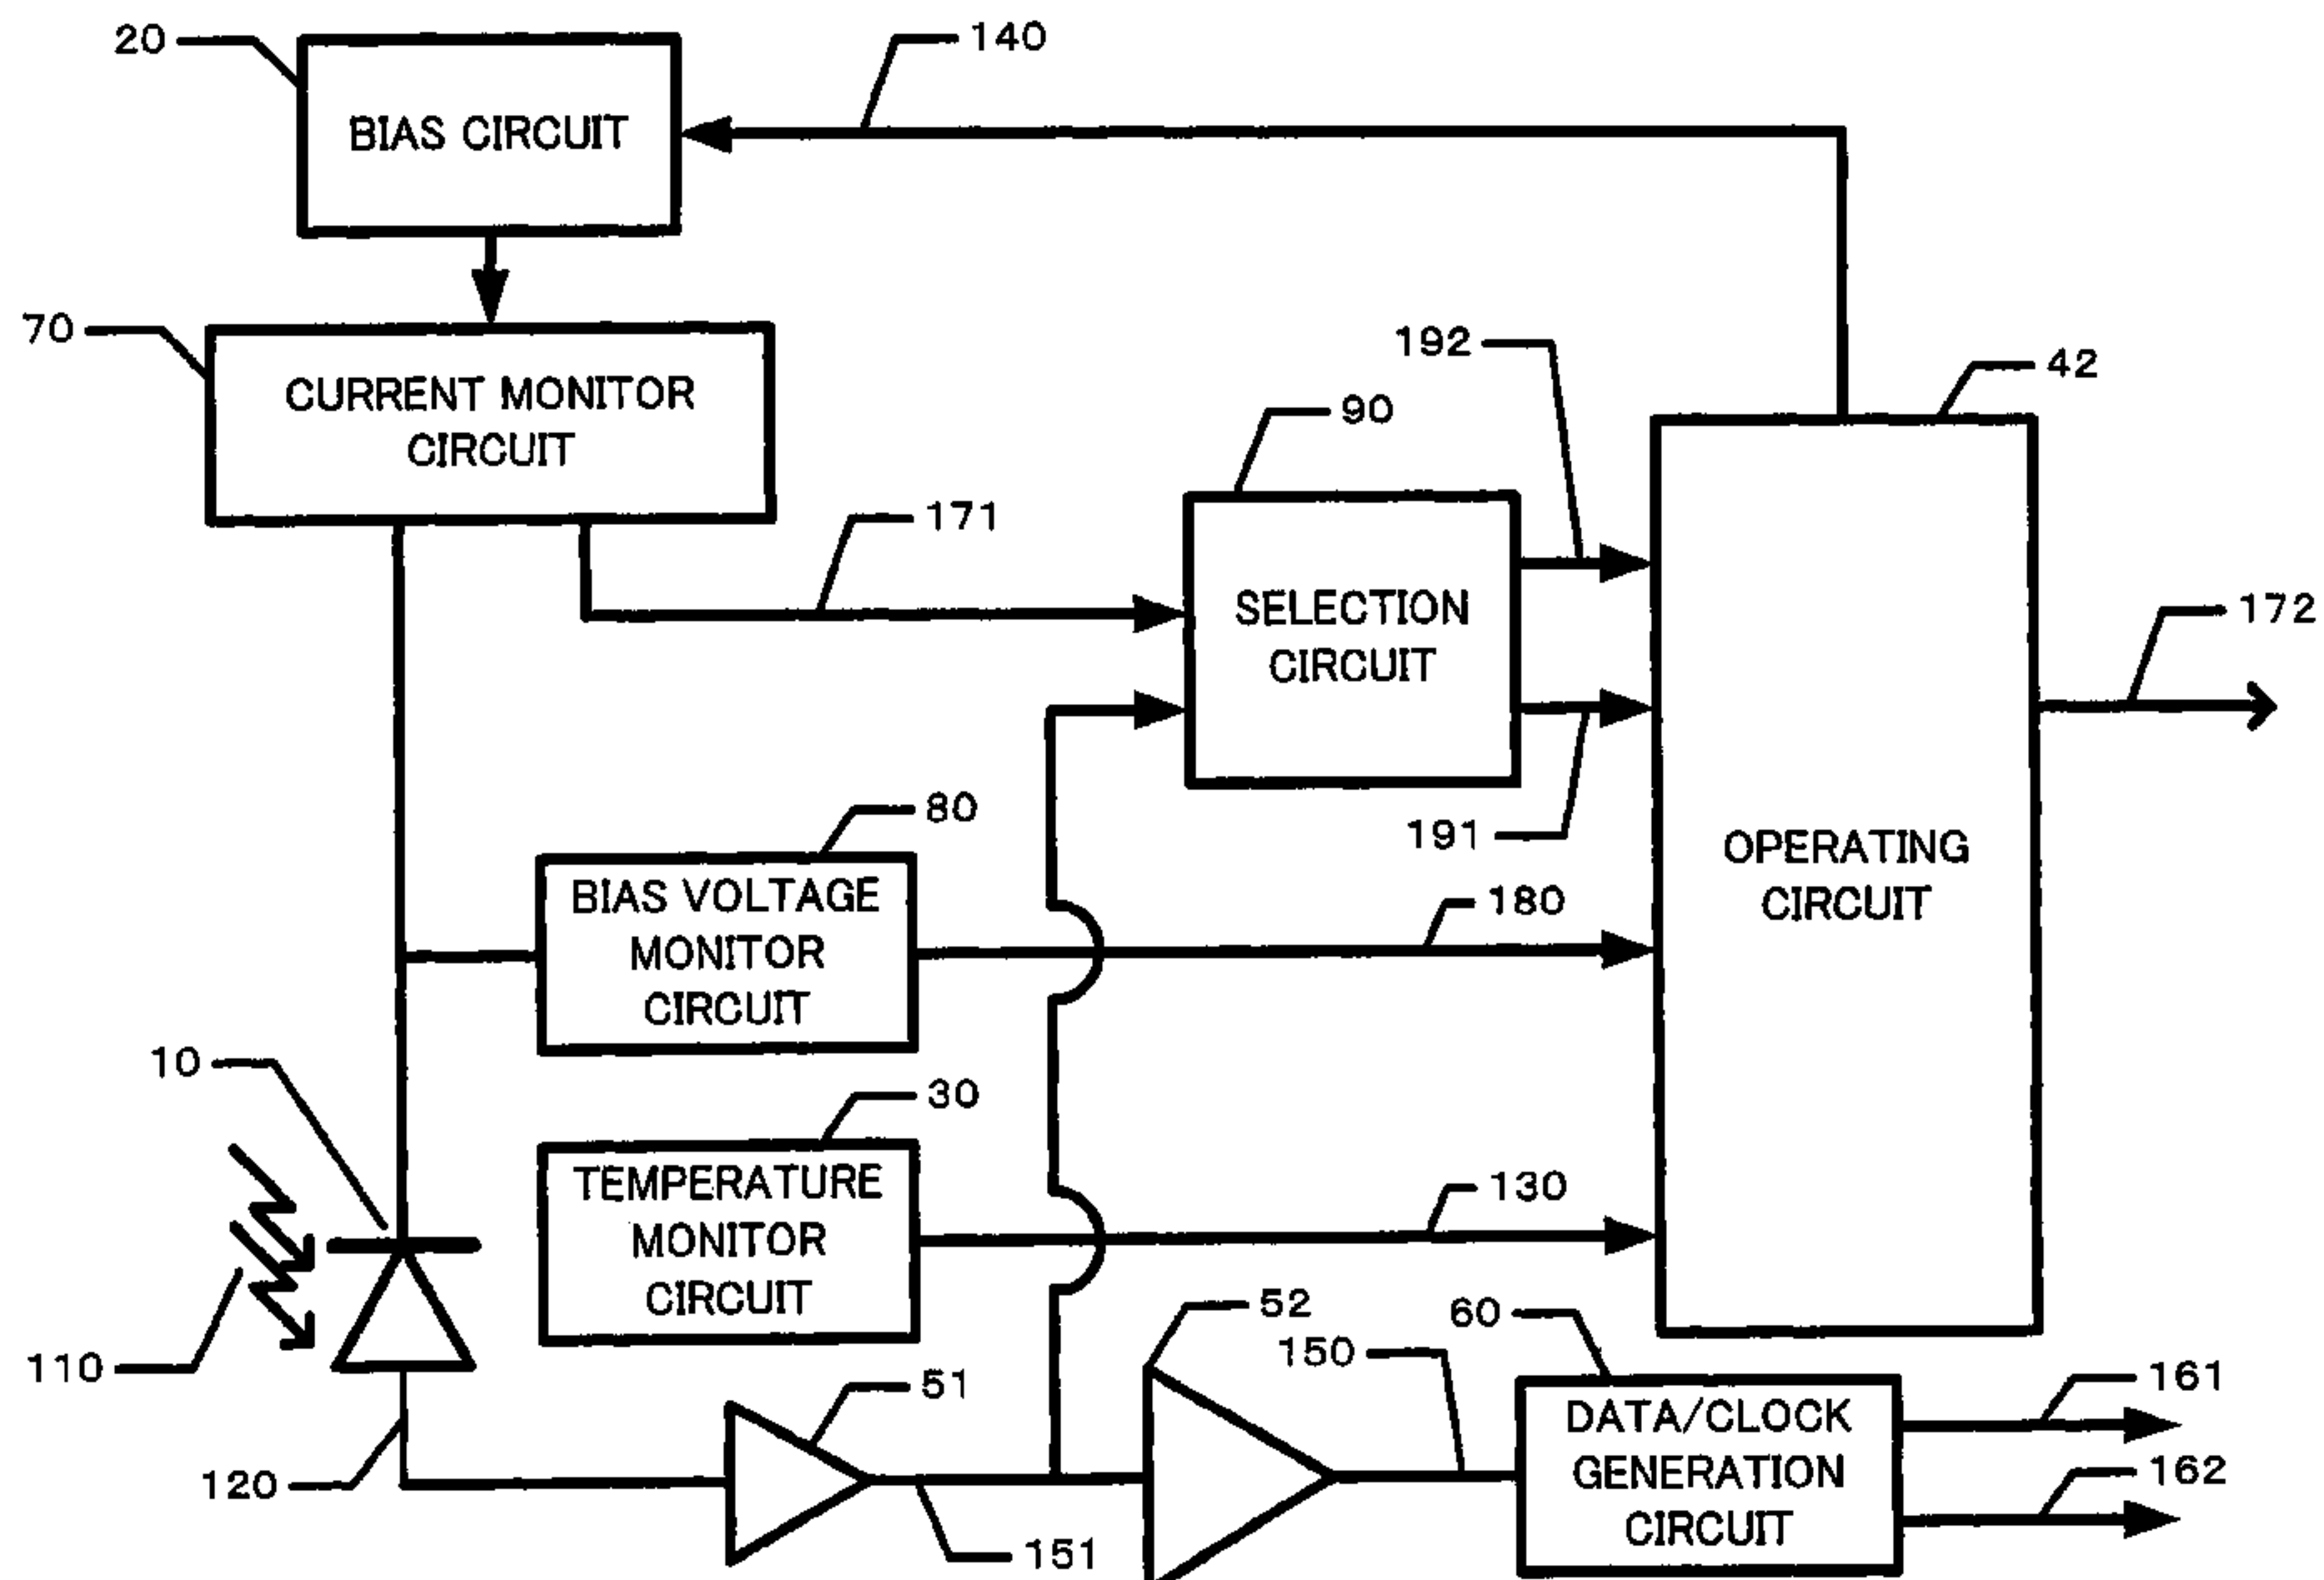 20
140
BIAS CIRCUIT
70
192
42
CURRENT MONITOR
CIRCUIT
90
171
172
SELECTION
CIRCUIT
80
191
BIAS VOLTAGE
MONITOR
CIRCUIT
180
OPERATING
CIRCUIT
10
30
TEMPERATURE
MONITOR
CIRCUIT
130
110
51
52
150
60
DATA/CLOCK
GENERATION
CIRCUIT
161
162
120
151